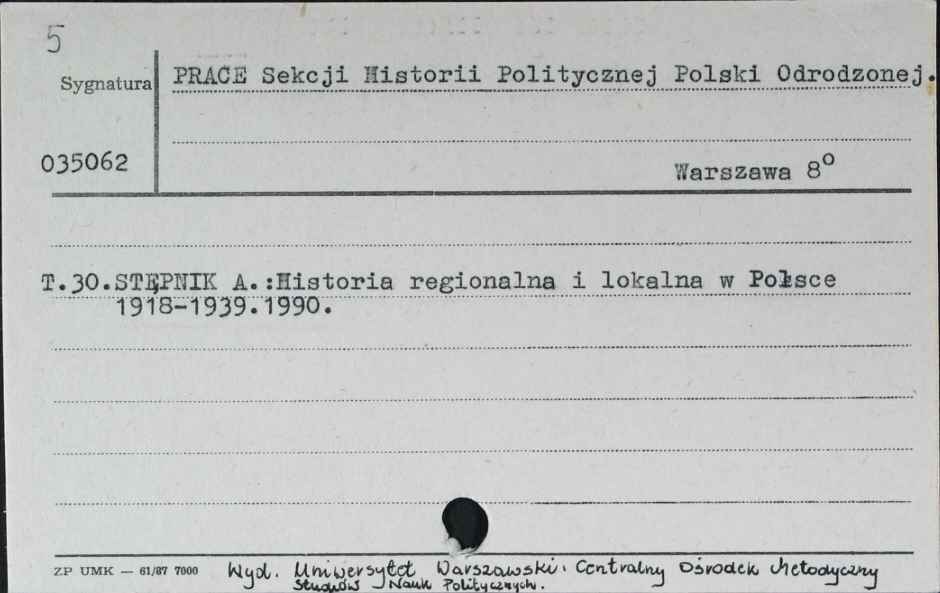 5
Sygnatura
PRACE Sekcji Historii Politycznej Polski Odrodzonej.
035062
Warszawa 8°
T.30.STĘPNIK A.:Historia regionalna i lokalna w Polsce
1918-1939.1990.
ZP UMK — 61/87 7000
Wyd. Uniwersytet Warszawski. Centralny Ośrodek Metodyczny
Studiów Nauk Politycznych.